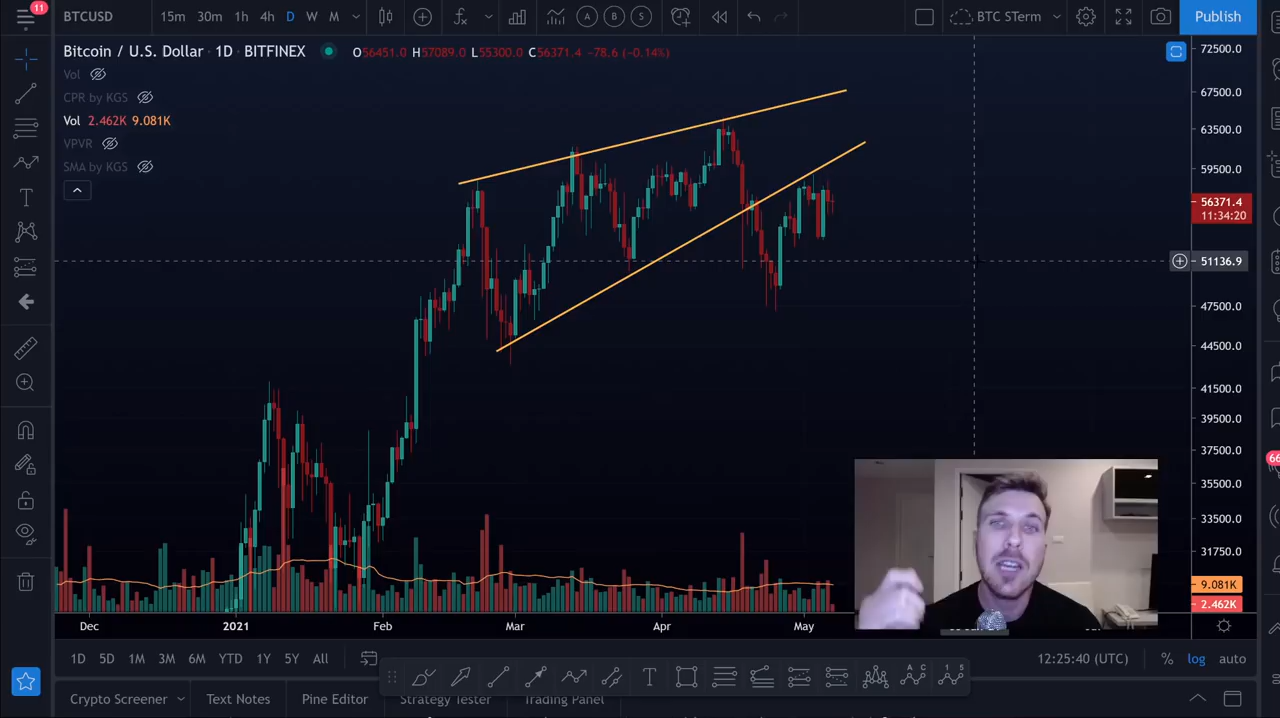 11
BTCUSD 15m 30m 1h 4h D W M A B S BTC STerm Publish
Bitcoin / U.S. Dollar · 1D · BITFINEX O56451.0 H57089.0 L55300.0 C56371.4 −78.6 (−0.14%)
Vol
CPR by KGS
Vol 2.462K 9.081K
VPVR
SMA by KGS
72500.0
67500.0
63500.0
59500.0
56371.4
11:34:20
51136.9
47500.0
44500.0
41500.0
39500.0
37500.0
35500.0
33500.0
31750.0
9.081K
2.462K
66
Dec 2021 Feb Mar Apr May
1D 5D 1M 3M 6M YTD 1Y 5Y All 12:25:40 (UTC) % log auto
T
T
A C
1 5
Crypto Screener Text Notes Pine Editor Strategy Tester Trading Panel